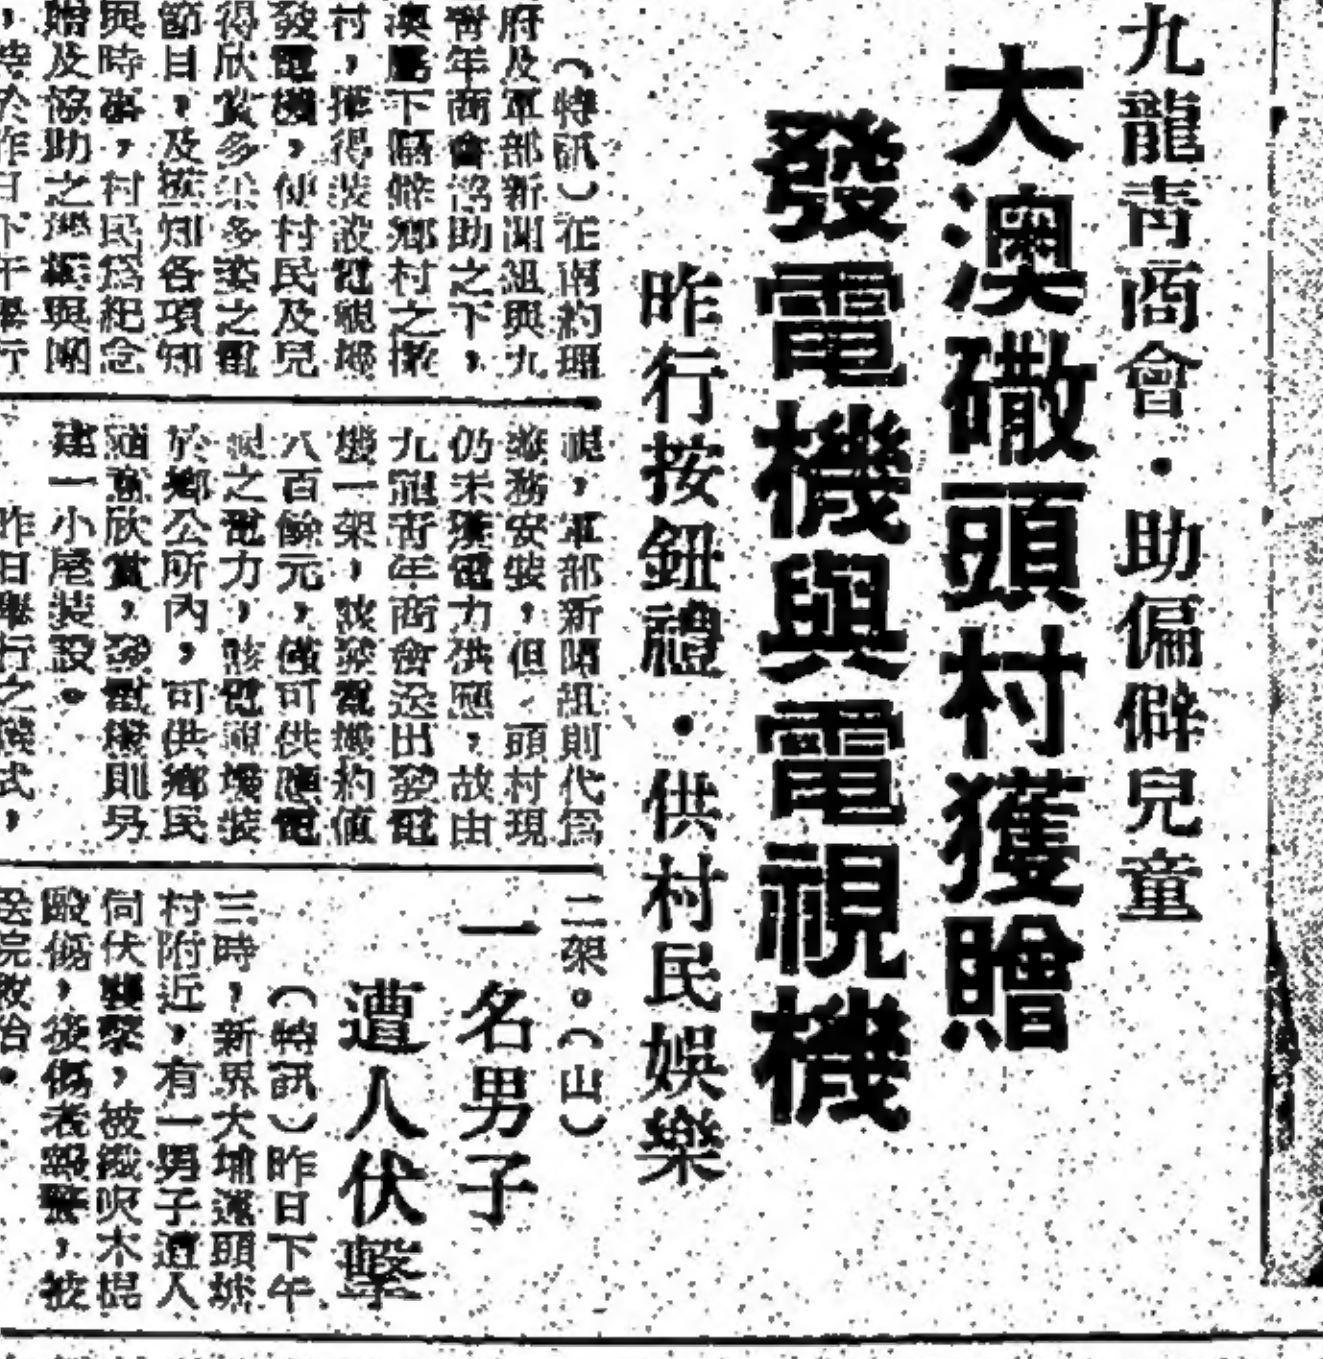 九龍青商會·助偏僻兒童
大澳𥕛頭村獲贈
發電機與電視機
昨行按鈕禮·供村民娛樂
（特訊）在南約理
府及軍部新聞組與九
青年商會協助之下，
澳屬下偏僻鄉村之𥕛
村，獲得裝設電視機
發電機，使村民及兒
得欣賞多采多姿之電
節目，及獲知各項知
與時事，村民為紀念
贈及協助之機構與團
，特於昨日下午舉行
視，軍部新聞組則代為
義務安裝，但　頭村現
仍未獲電力供應，故由
九龍青年商會送出發電
機一架，該發電機約值
八百餘元，僅可供應電
視之電力，該電視機裝
於鄉公所內，可供鄉民
隨意欣賞，發電機則另
建一小屋裝設。
昨日舉行之儀式，
二架。（山）
一名男子
遭人伏擊
（特訊）昨日下午
三時，新界大埔蓮頭
村附近，有一男子遭人
伺伏襲擊，被鐵喉木棍
毆傷，後傷者報警，被
送院救治。